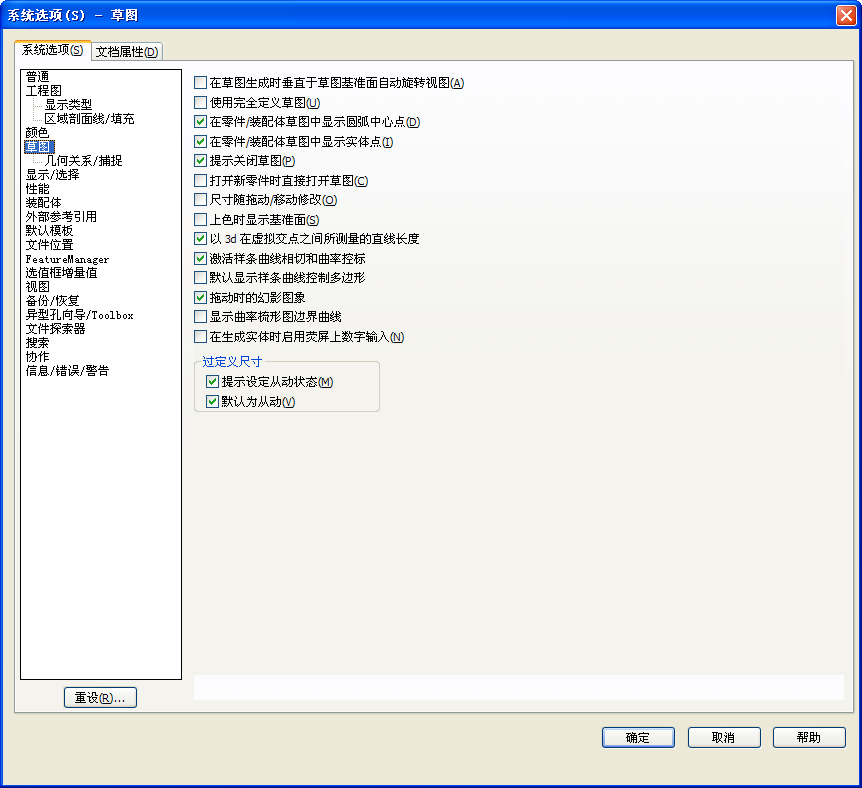 系统选项(S) - 草图
系统选项(S) 文档属性(D)
普通
工程图
显示类型
区域剖面线/填充
颜色
草图
几何关系/捕捉
显示/选择
性能
装配体
外部参考引用
默认模板
文件位置
FeatureManager
选值框增量值
视图
备份/恢复
异型孔向导/Toolbox
文件探索器
搜索
协作
信息/错误/警告
重设(R)...
在草图生成时垂直于草图基准面自动旋转视图(A)
使用完全定义草图(U)
在零件/装配体草图中显示圆弧中心点(D)
在零件/装配体草图中显示实体点(I)
提示关闭草图(P)
打开新零件时直接打开草图(C)
尺寸随拖动/移动修改(O)
上色时显示基准面(S)
以 3d 在虚拟交点之间所测量的直线长度
激活样条曲线相切和曲率控标
默认显示样条曲线控制多边形
拖动时的幻影图象
显示曲率梳形图边界曲线
在生成实体时启用荧屏上数字输入(N)
过定义尺寸
提示设定从动状态(M)
默认为从动(V)
确定 取消 帮助